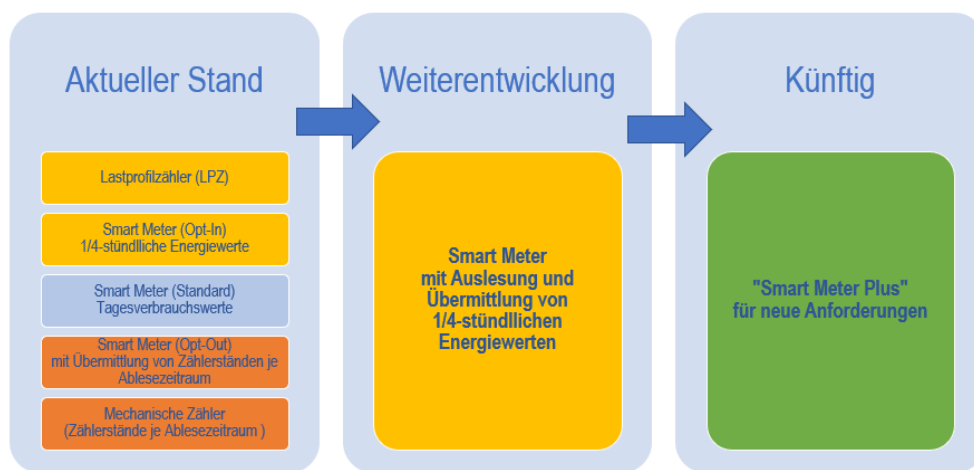 Aktueller Stand
Lastprofilzähler (LPZ)
Smart Meter (Opt-In)
1/4-stündlliche Energiewerte
Smart Meter (Standard)
Tagesverbrauchswerte
Smart Meter (Opt-Out)
mit Übermittlung von Zählerständen je
Ablesezeitraum
Mechanische Zähler
(Zählerstände je Ablesezeitraum )
Weiterentwicklung
Smart Meter
mit Auslesung und
Übermittlung von
1/4-stündllichen
Energiewerten
Künftig
"Smart Meter Plus"
für neue Anforderungen